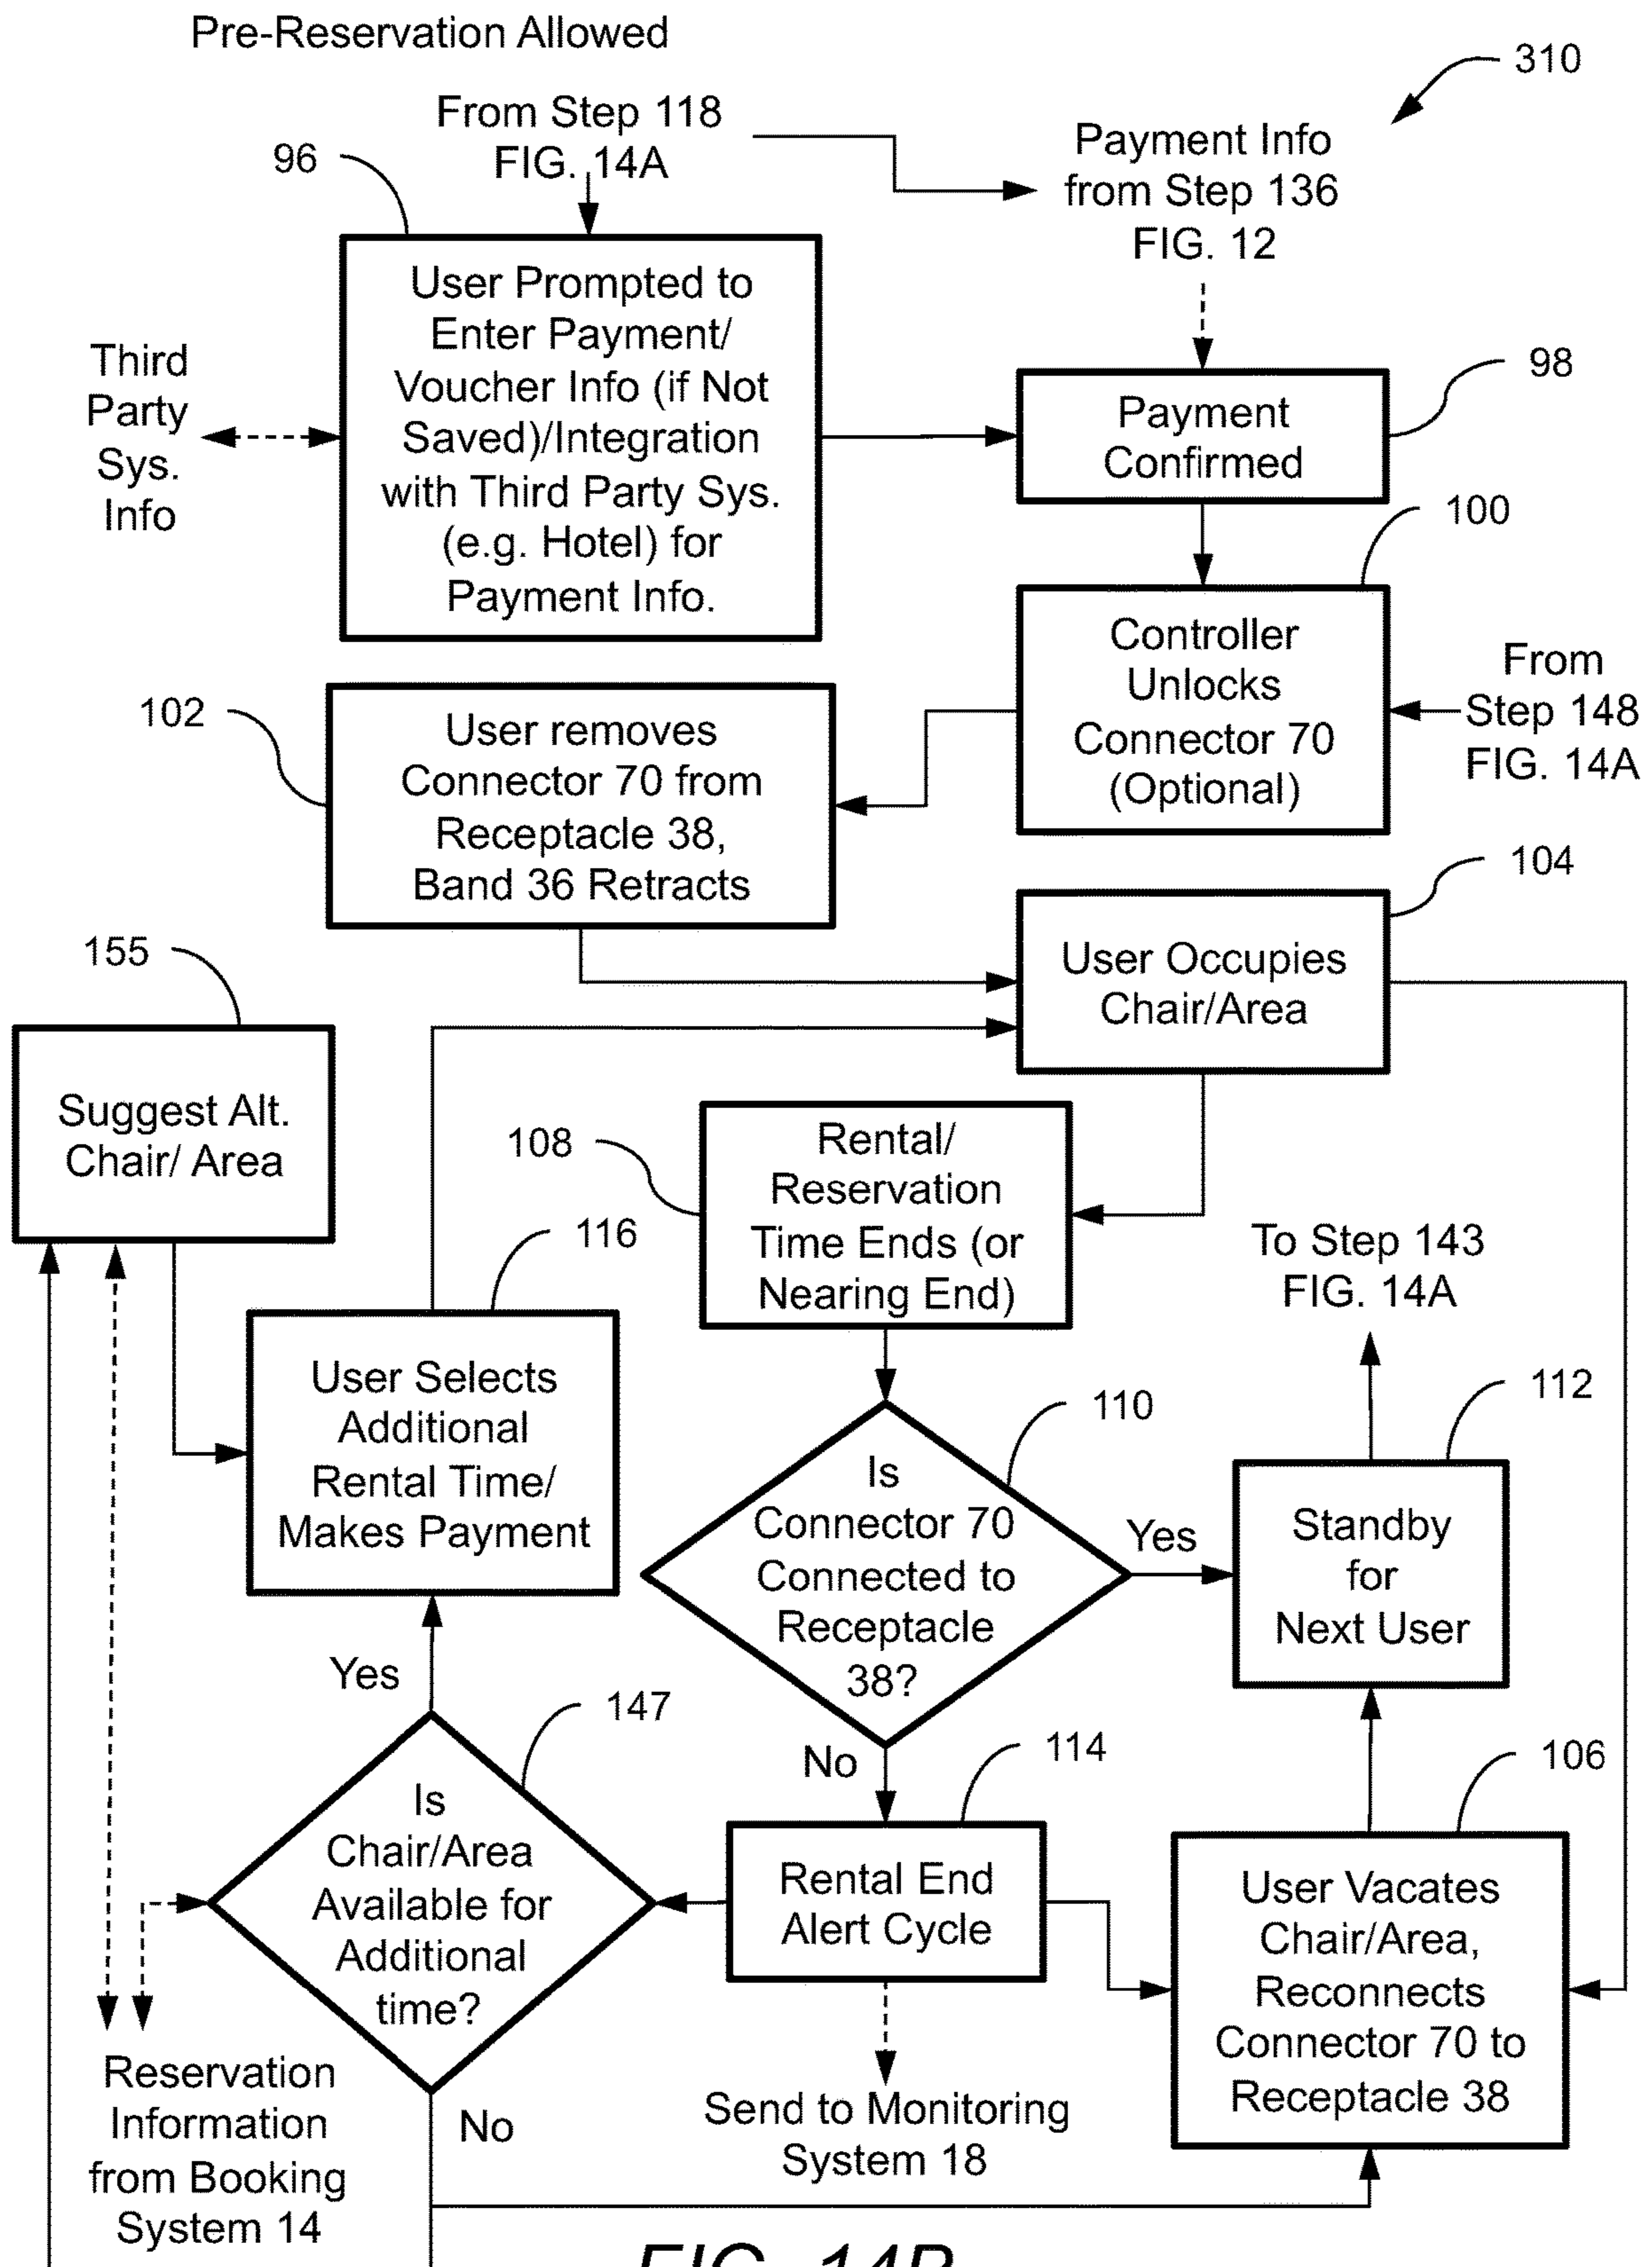 Pre-Reservation Allowed
310
From Step 118
FIG. 14A
Payment Info
from Step 136
FIG. 12
96
User Prompted to
Enter Payment/
Voucher Info (if Not
Saved)/Integration
with Third Party Sys.
(e.g. Hotel) for
Payment Info.
Third
Party
Sys.
Info
98
Payment
Confirmed
100
Controller
Unlocks
Connector 70
(Optional)
From
Step 148
FIG. 14A
102
User removes
Connector 70 from
Receptacle 38,
Band 36 Retracts
104
User Occupies
Chair/Area
155
Suggest Alt.
Chair/ Area
108
Rental/
Reservation
Time Ends (or
Nearing End)
116
User Selects
Additional
Rental Time/
Makes Payment
To Step 143
FIG. 14A
110
Is
Connector 70
Connected to
Receptacle
38?
Yes
112
Standby
for
Next User
Yes
147
Is
Chair/Area
Available for
Additional
time?
No
114
Rental End
Alert Cycle
106
User Vacates
Chair/Area,
Reconnects
Connector 70 to
Receptacle 38
Reservation
Information
from Booking
System 14
No
Send to Monitoring
System 18
FIG. 14B